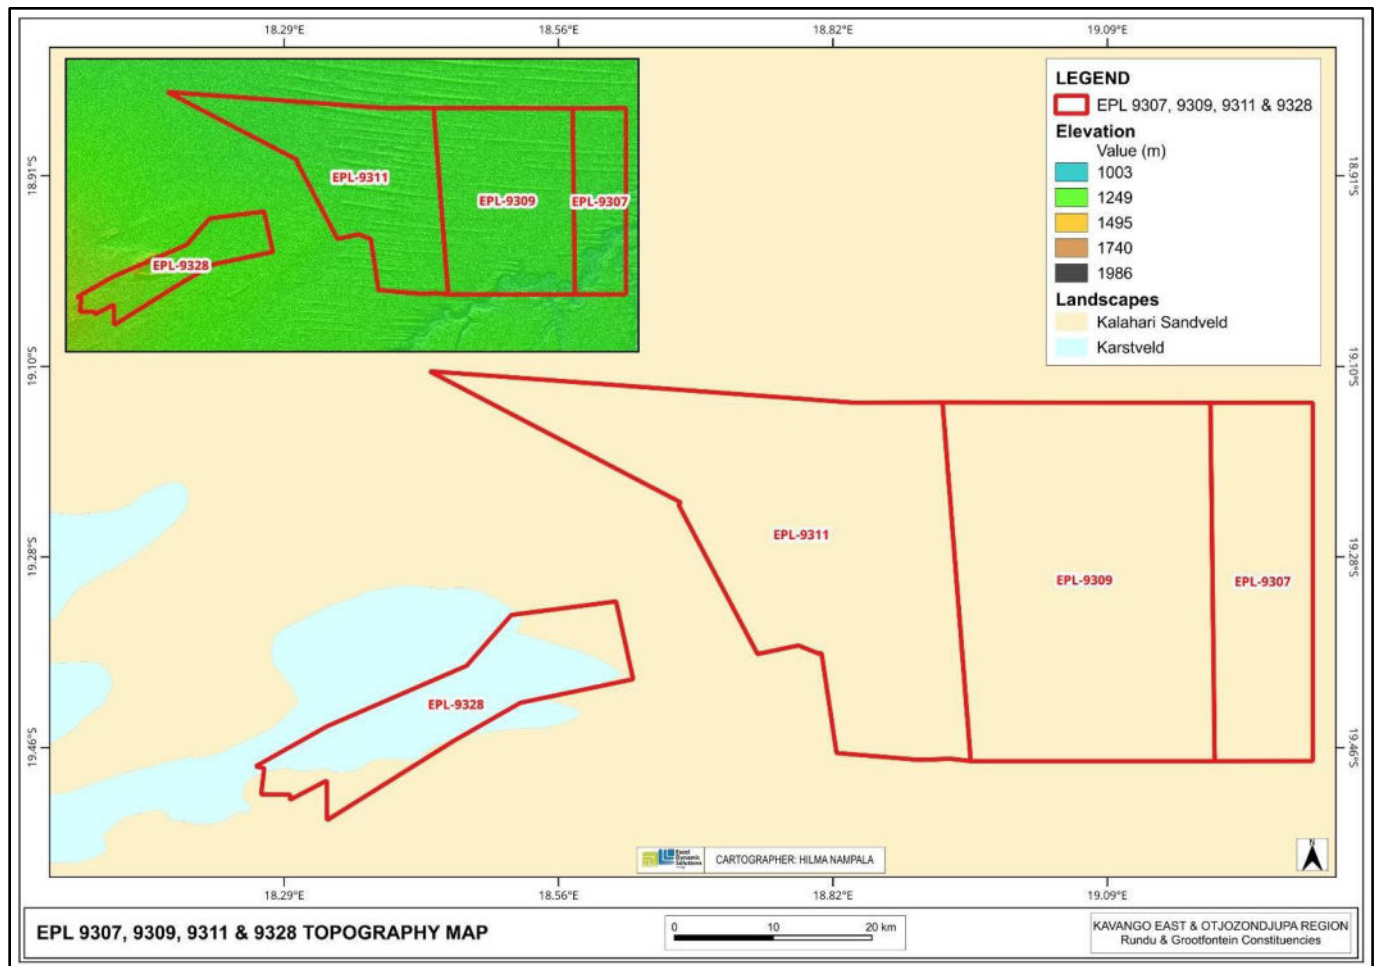 18.29°E 18.56°E 18.82°E 19.09°E
LEGEND
EPL 9307, 9309, 9311 & 9328
Elevation
Value (m)
1003
1249
1495
1740
1986
Landscapes
Kalahari Sandveld
Karstveld
EPL-9311
EPL-9309
EPL-9307
EPL-9328
18.91°S 18.91°S
19.10°S 19.10°S
19.28°S 19.28°S
19.46°S 19.46°S
EPL-9311
EPL-9309
EPL-9307
EPL-9328
Excel
Dynamic
Solutions
CARTOGRAPHER: HILMA NAMPALA
N
18.29°E 18.56°E 18.82°E 19.09°E
EPL 9307, 9309, 9311 & 9328 TOPOGRAPHY MAP
0 10 20 km
KAVANGO EAST & OTJOZONDJUPA REGION
Rundu & Grootfontein Constituencies